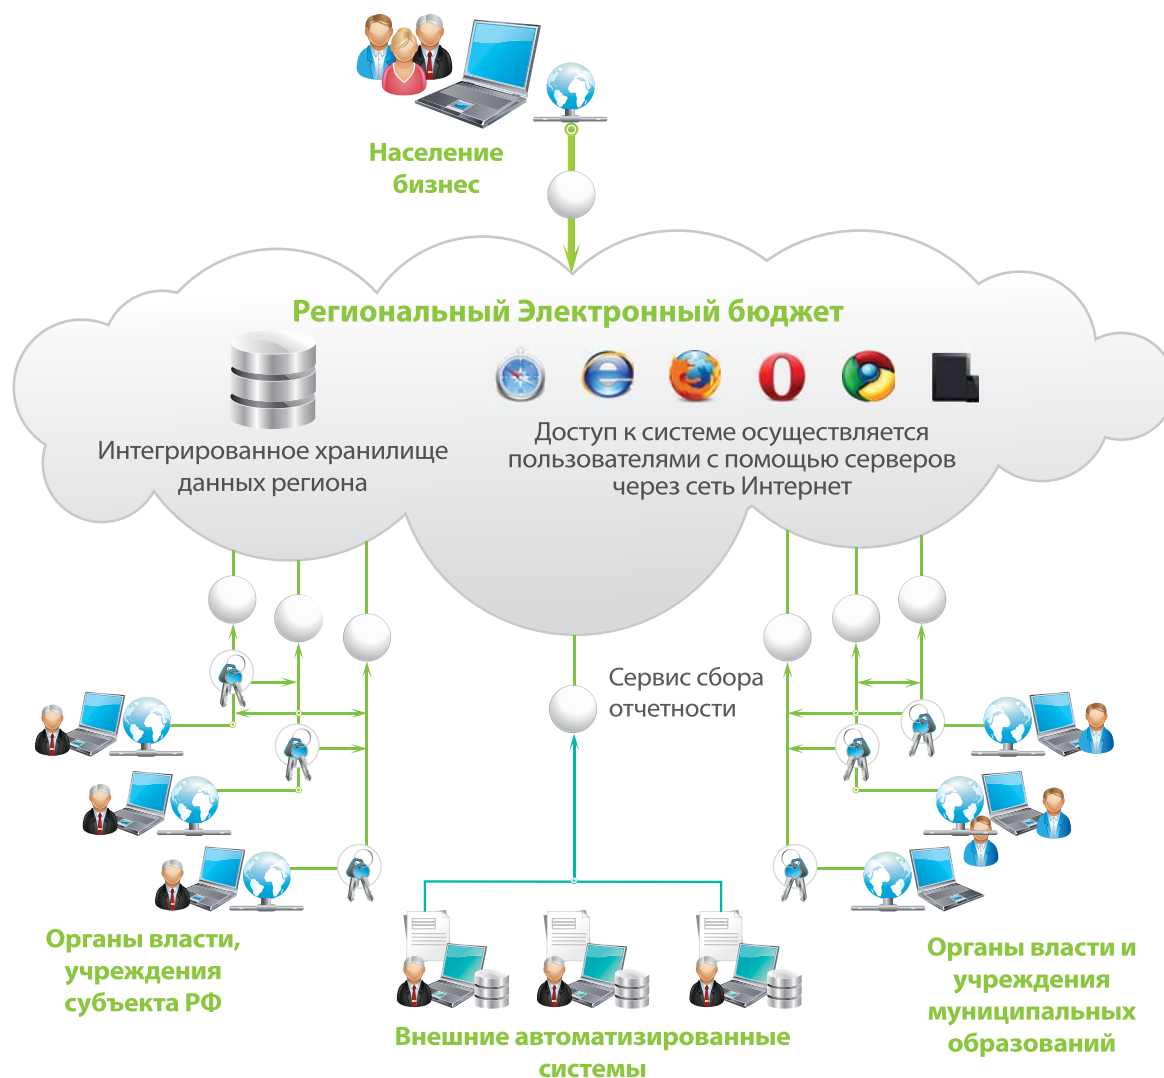 Население
бизнес
Региональный Электронный бюджет
Интегрированное хранилище
данных региона
Доступ к системе осуществляется
пользователями с помощью серверов
через сеть Интернет
Сервис сбора
отчетности
Органы власти,
учреждения
субъекта РФ
Внешние автоматизированные
системы
Органы власти и
учреждения
муниципальных
образований